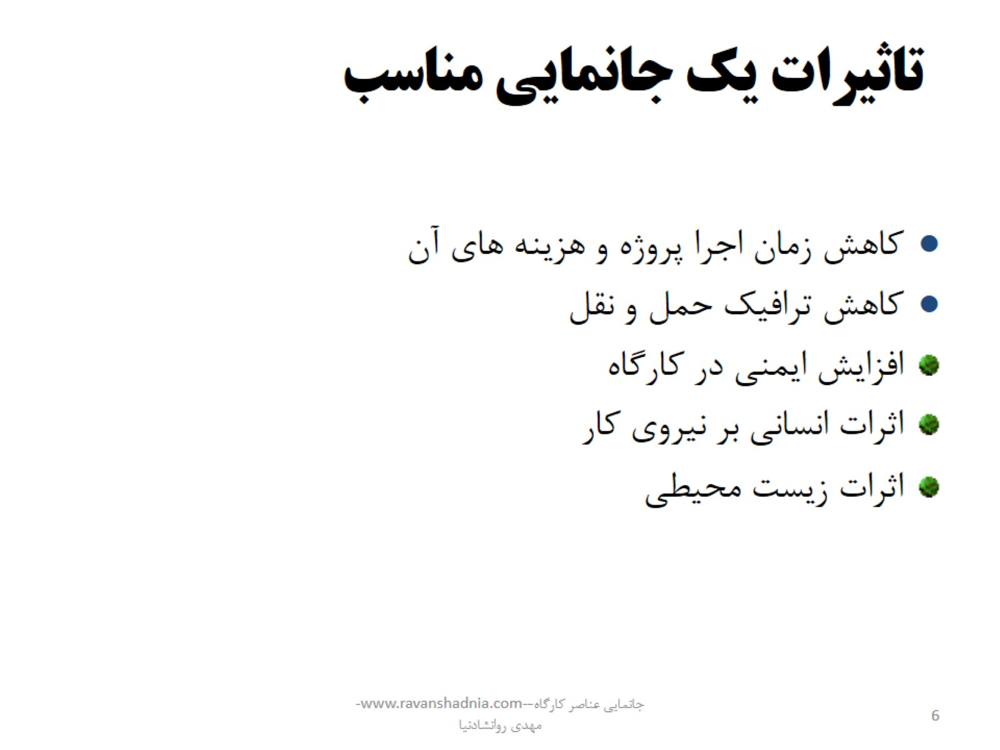 تاثیرات یک جانمایی مناسب
• کاهش زمان اجرا پروژه و هزینه های آن
• کاهش ترافیک حمل و نقل
• افزایش ایمنی در کارگاه
• اثرات انسانی بر نیروی کار
• اثرات زیست محیطی
جانمایی عناصر کارگاه--www.ravanshadnia.com-
مهدی روانشادنیا
6